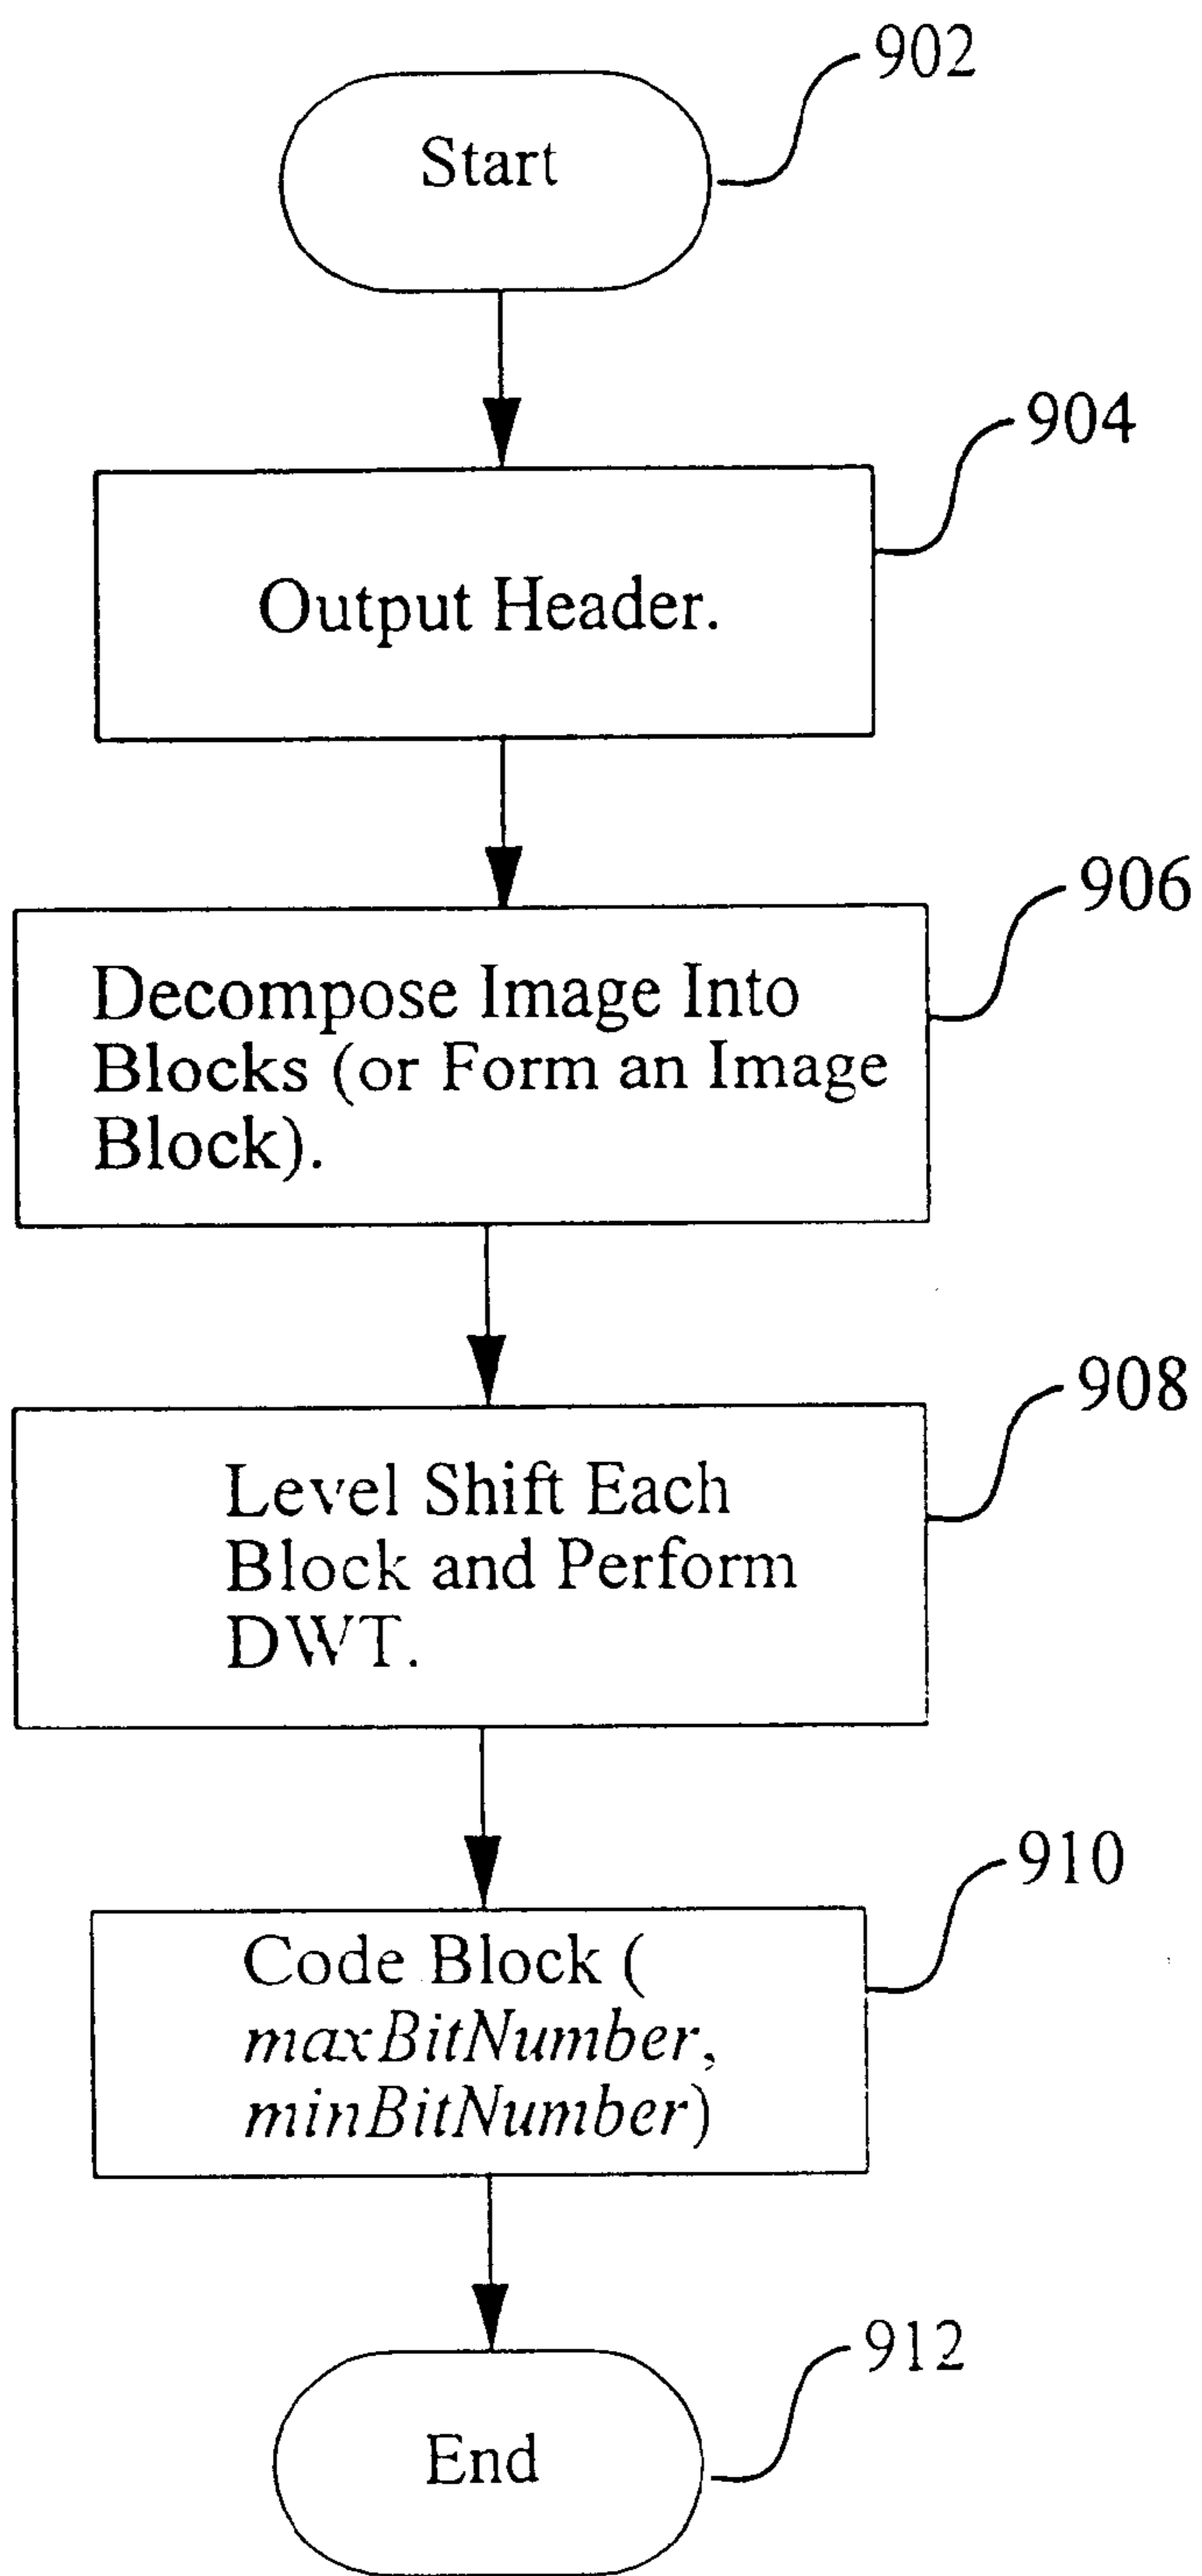 902
Start
904
Output Header.
906
Decompose Image Into
Blocks (or Form an Image
Block).
908
Level Shift Each
Block and Perform
DWT.
910
Code Block (
maxBitNumber,
minBitNumber)
912
End